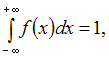 ∫_{-∞}^{+∞} f(x)dx = 1,